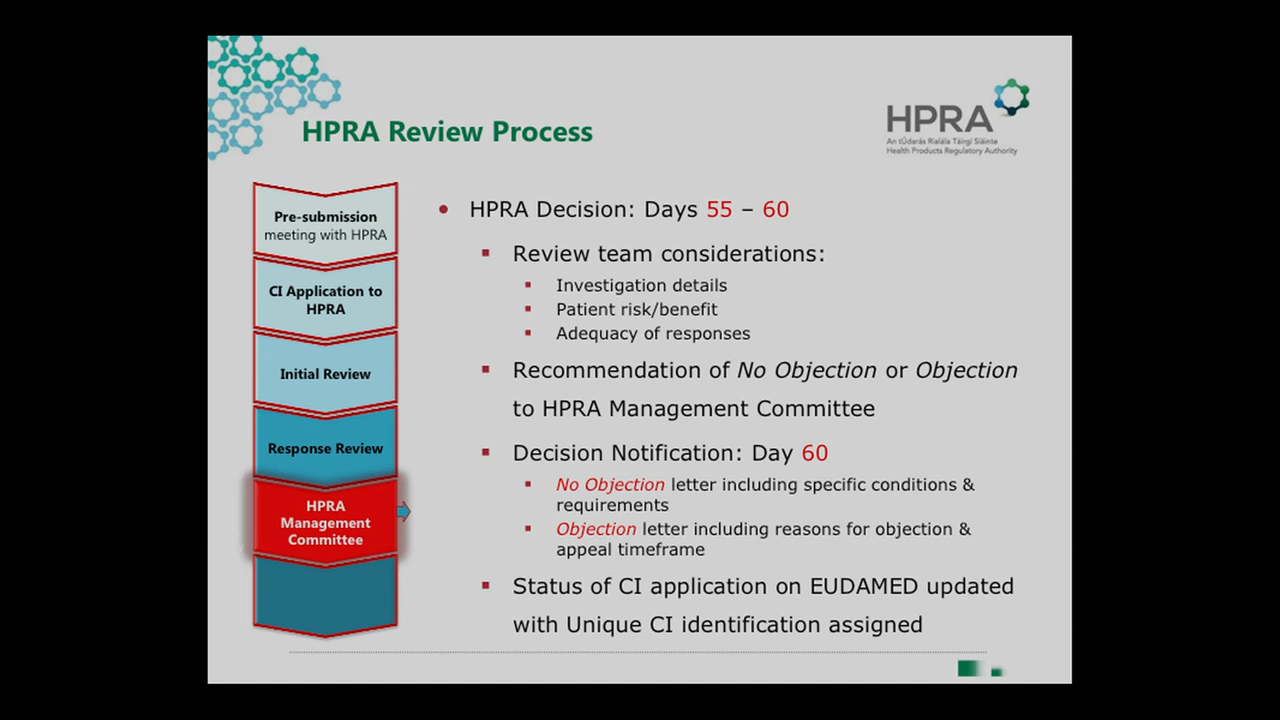 HPRA Review Process
HPRA
An tÚdarás Rialála Táirgí Sláinte
Health Products Regulatory Authority
Pre-submission
meeting with HPRA
CI Application to
HPRA
Initial Review
Response Review
HPRA
Management
Committee
• HPRA Decision: Days 55 – 60
▪ Review team considerations:
▪ Investigation details
▪ Patient risk/benefit
▪ Adequacy of responses
▪ Recommendation of No Objection or Objection
to HPRA Management Committee
▪ Decision Notification: Day 60
▪ No Objection letter including specific conditions &
requirements
▪ Objection letter including reasons for objection &
appeal timeframe
▪ Status of CI application on EUDAMED updated
with Unique CI identification assigned